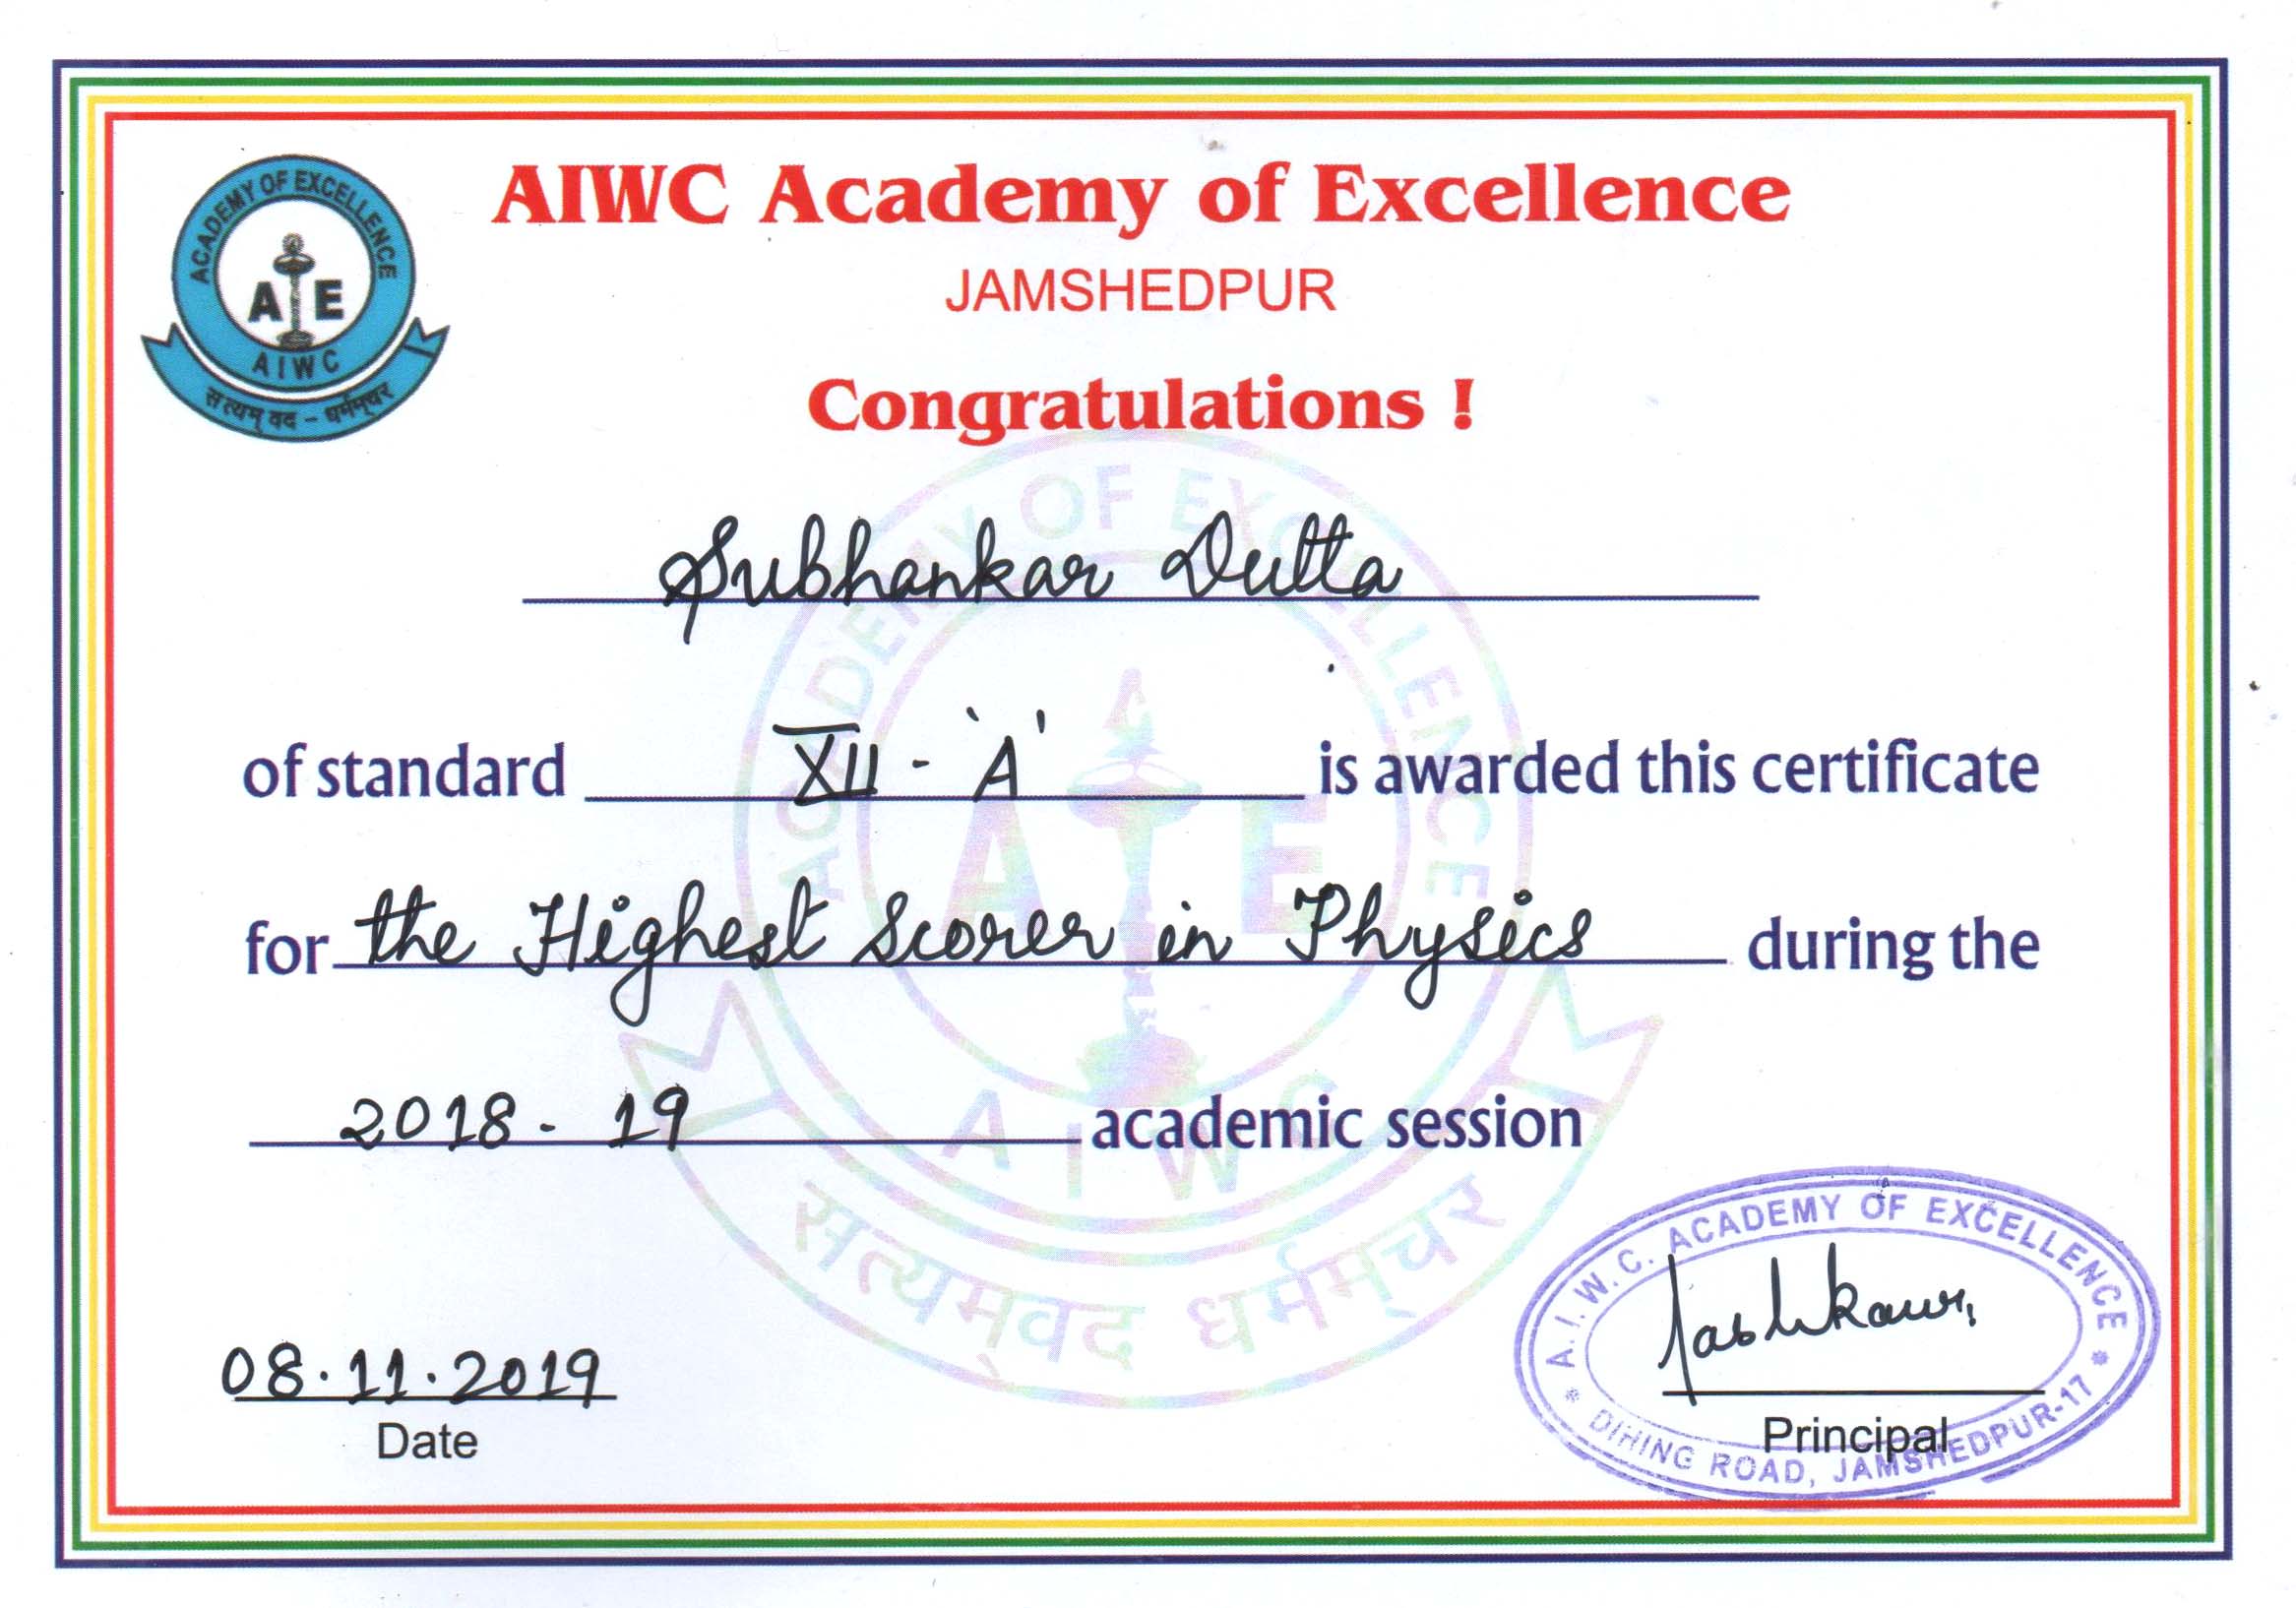 ACADEMY OF EXCELLENCE
A E
AIWC
सत्यम् वद - धर्मम्चर
AIWC Academy of Excellence
JAMSHEDPUR
Congratulations !
Subhankar Dutta
of standard XII - 'A' is awarded this certificate
for the Highest Scorer in Physics during the
2018 - 19 academic session
ACADEMY OF EXCELLENCE
A E
AIWC
सत्यम्वद धर्मम्चर
08.11.2019
Date
A.I.W.C. ACADEMY OF EXCELLENCE
Principal
* DIHING ROAD, JAMSHEDPUR-17 *